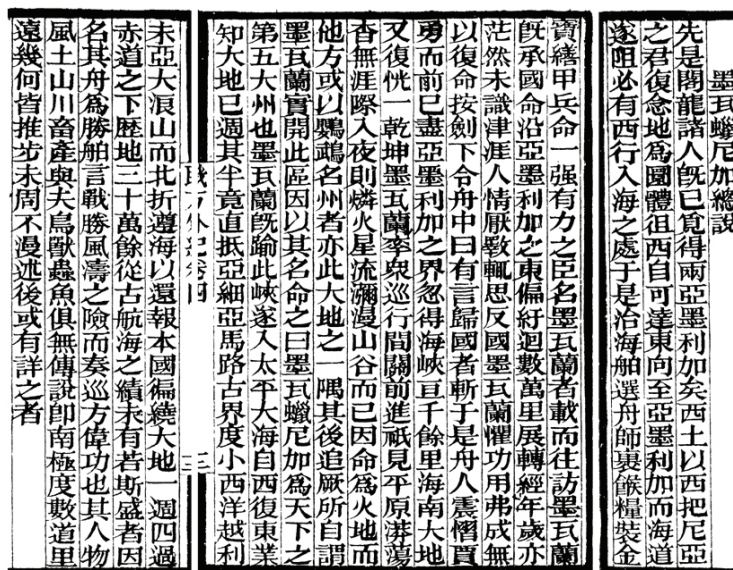 墨瓦蠟尼加總說
先是閣龍諸人旣已覓得兩亞墨利加矣西土以西把尼亞
之君復念地爲圜體徂西自可達東向至亞墨利加而海道
遂阻必有西行入海之處于是治海舶選舟師裹餱糧裝金
寶繕甲兵命一强有力之臣名墨瓦蘭者載而往訪墨瓦蘭
旣承國命沿亞墨利加之東偏紆迴數萬里展轉經年歲亦
茫然未識津涯人情厭斁輒思反國墨瓦蘭懼功用弗成無
以復命按劍下令舟中曰有言歸國者斬于是舟人震慴賈
勇而前已盡亞墨利加之界忽得海峽亘千餘里海南大地
又復恍一乾坤墨瓦蘭率衆巡行間關前進祇見平原漭蕩
杳無涯際入夜則燐火星流瀰漫山谷而已因命爲火地而
他方或以鸚鵡名州者亦此大地之一隅其後追厥所自謂
墨瓦蘭實開此區因以其名命之曰墨瓦蠟尼加爲天下之
第五大州也墨瓦蘭旣踰此峽遂入太平大海自西復東業
知大地已週其半竟直抵亞細亞馬路古界度小西洋越利
職方外紀卷四
三
未亞大浪山而北折遵海以還報本國徧繞大地一週四過
赤道之下歷地三十萬餘從古航海之績未有若斯盛者因
名其舟爲勝舶言戰勝風濤之險而奏巡方偉功也其人物
風土山川畜產與夫鳥獸蟲魚俱無傳說卽南極度數道里
遠幾何皆推步未周不漫述後或有詳之者